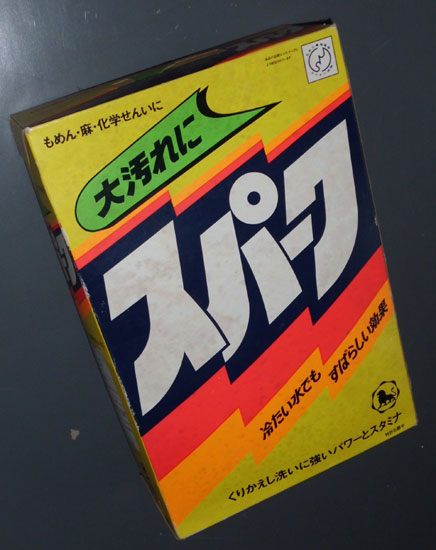 もめん・麻・化学せんいに
大汚れに
スパーク
冷たい水でも
すばらしい効果
くりかえし洗いに強いパワーとスタミナ